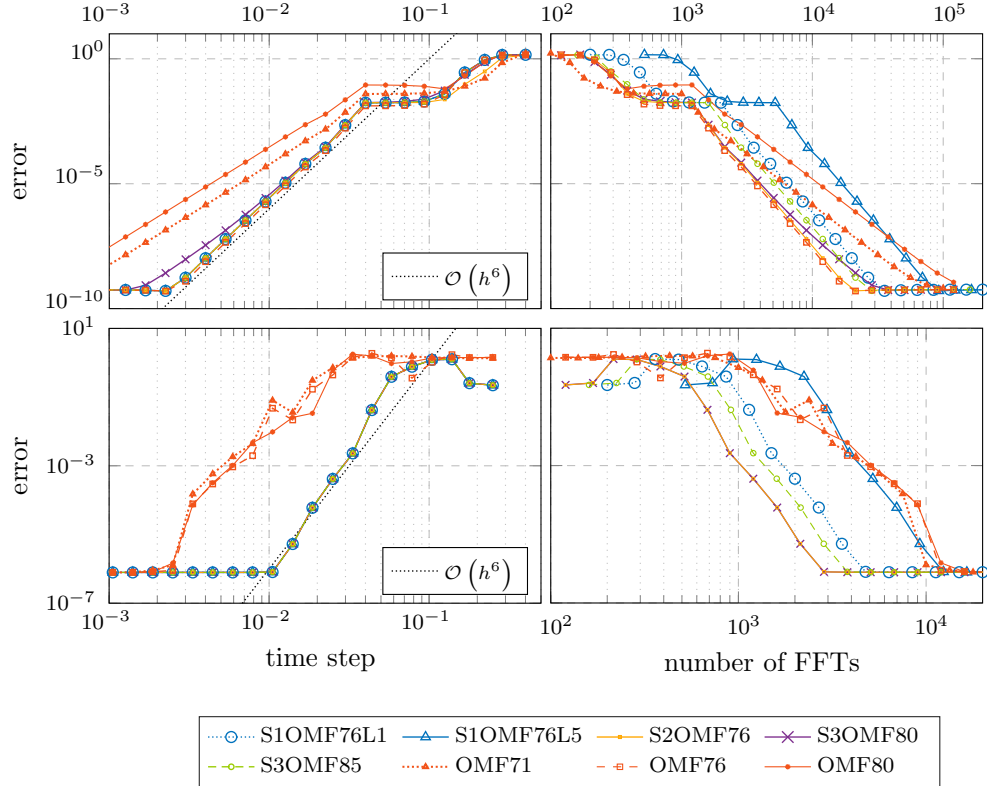 10^−3 10^−2 10^−1 10^3 10^4 10^5
10^0
10^−5
10^−10
error
O (h^6)
10^1
10^−3
10^−7
error
O (h^6)
10^−3 10^−2 10^−1 10^2 10^3 10^4
time step number of FFTs
S1OMF76L1 S1OMF76L5 S2OMF76 S3OMF80
S3OMF85 OMF71 OMF76 OMF80